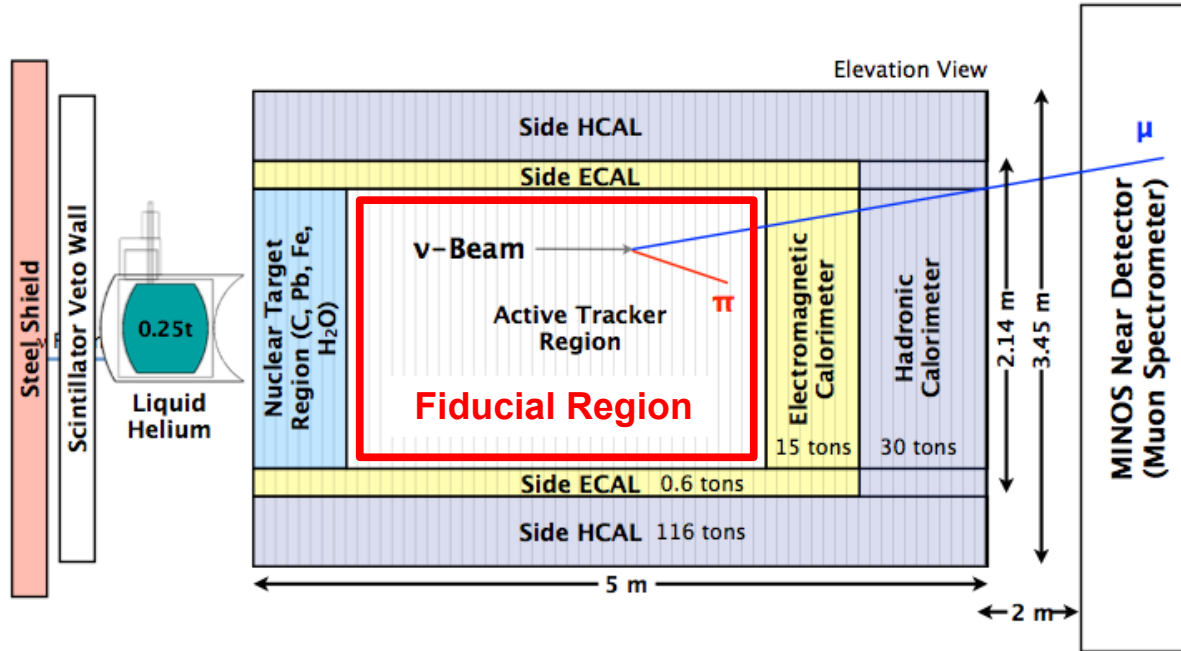 Elevation View
Steel Shield
Scintillator Veto Wall
0.25t
Liquid
Helium
Side HCAL
Side ECAL
Nuclear Target
Region (C, Pb, Fe,
H₂O)
ν-Beam
π
μ
Active Tracker
Region
Fiducial Region
Electromagnetic
Calorimeter
15 tons
Hadronic
Calorimeter
30 tons
Side ECAL 0.6 tons
Side HCAL 116 tons
2.14 m
3.45 m
5 m
2 m
MINOS Near Detector
(Muon Spectrometer)